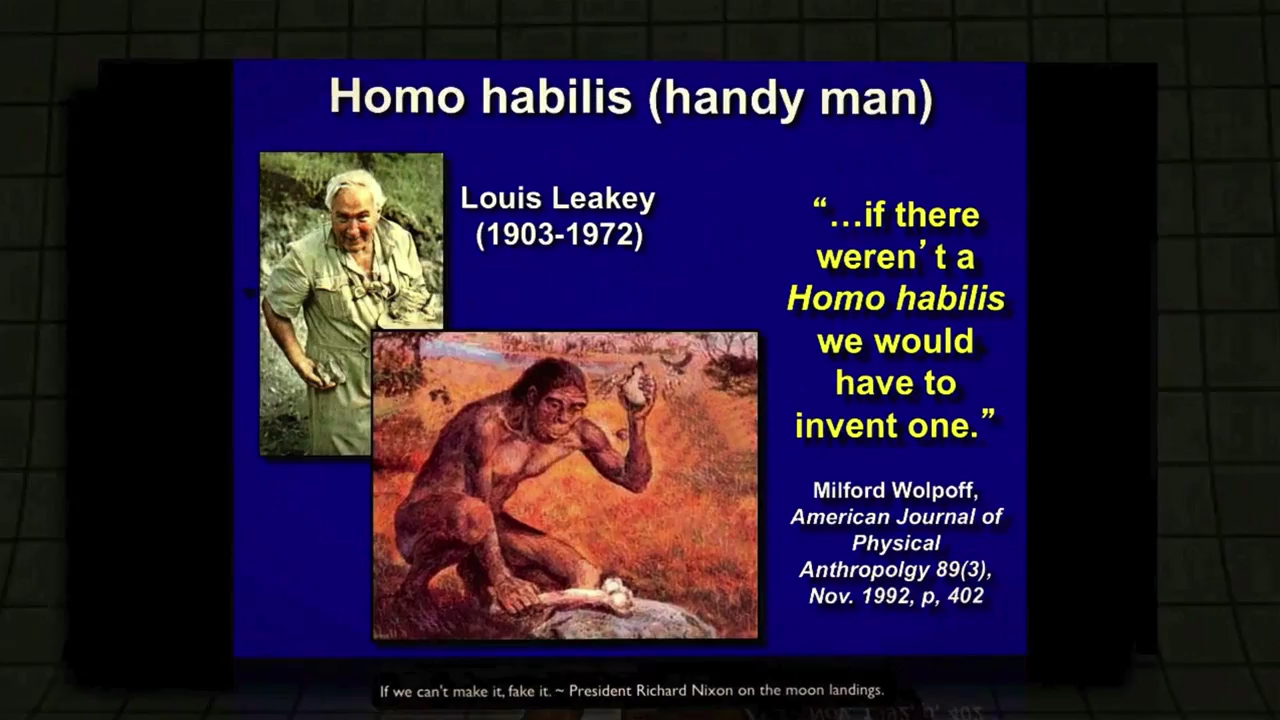 Homo habilis (handy man)
Louis Leakey
(1903-1972)
“…if there
weren’ t a
Homo habilis
we would
have to
invent one.”
Milford Wolpoff,
American Journal of
Physical
Anthropolgy 89(3),
Nov. 1992, p, 402
If we can't make it, fake it. ~ President Richard Nixon on the moon landings.